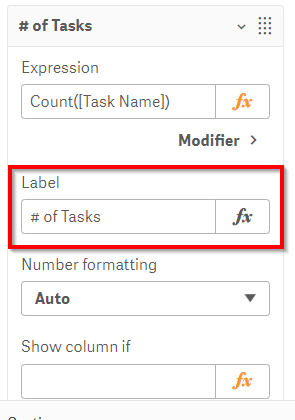 # of Tasks
Expression
Count([Task Name])
fx
Modifier
Label
# of Tasks
fx
Number formatting
Auto
Show column if
fx